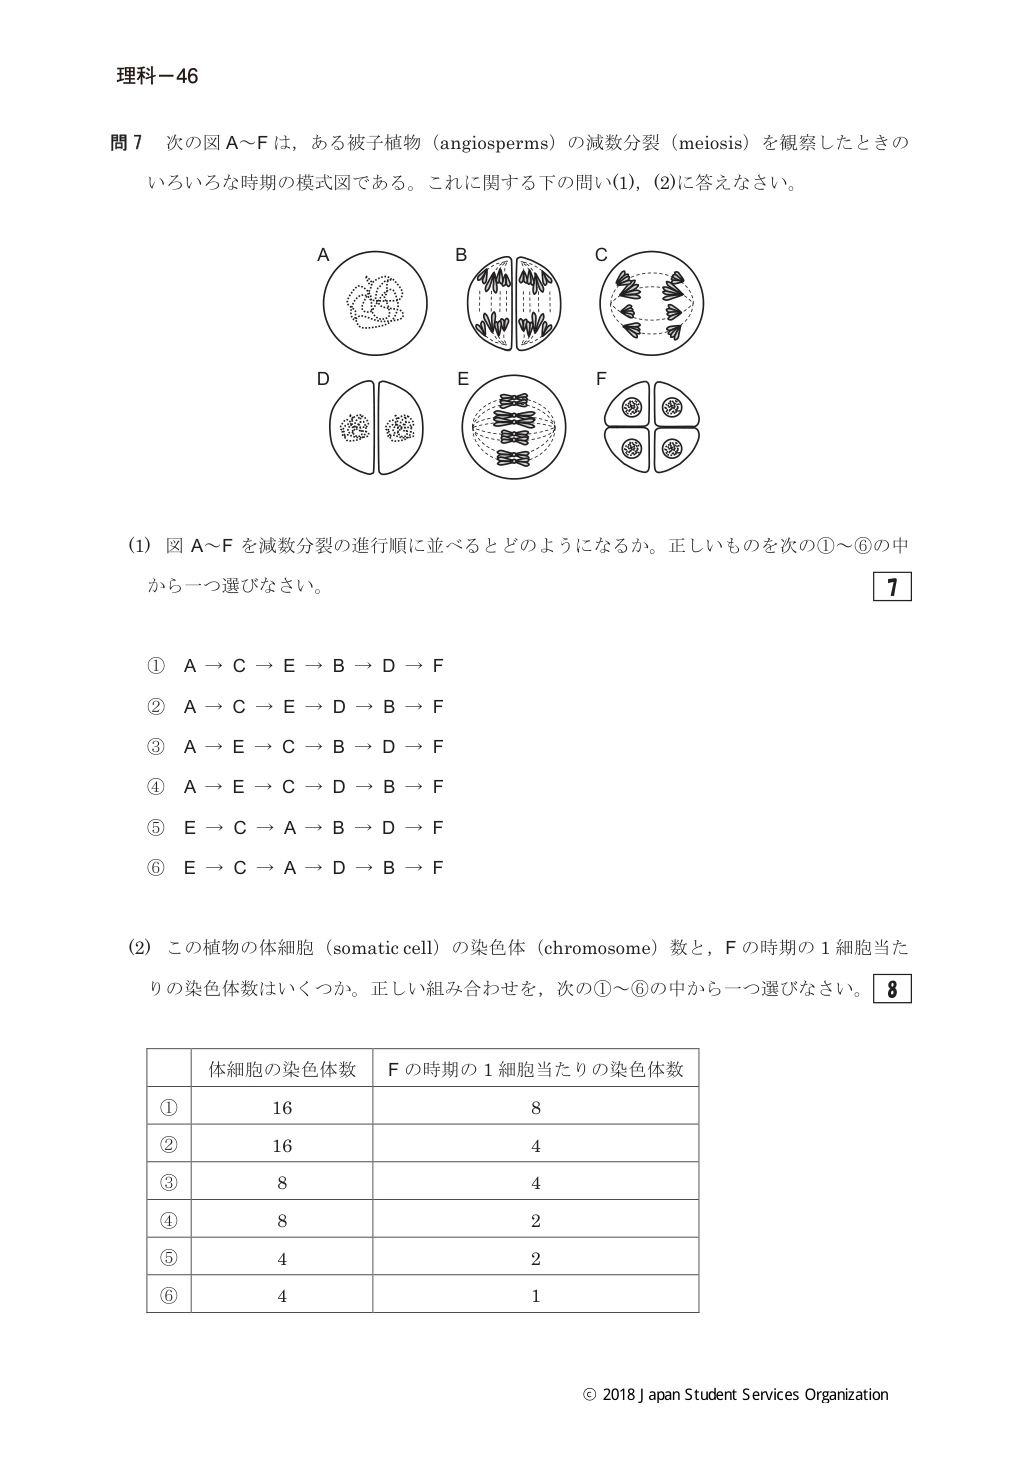 理科－46
問7　次の図 A～F は，ある被子植物（angiosperms）の減数分裂（meiosis）を観察したときの
いろいろな時期の模式図である。これに関する下の問い(1)，(2)に答えなさい。
A B C
D E F
(1) 図 A～F を減数分裂の進行順に並べるとどのようになるか。正しいものを次の①～⑥の中
から一つ選びなさい。 7
① A → C → E → B → D → F
② A → C → E → D → B → F
③ A → E → C → B → D → F
④ A → E → C → D → B → F
⑤ E → C → A → B → D → F
⑥ E → C → A → D → B → F
(2) この植物の体細胞（somatic cell）の染色体（chromosome）数と，F の時期の 1 細胞当た
りの染色体数はいくつか。正しい組み合わせを，次の①～⑥の中から一つ選びなさい。 8
体細胞の染色体数 F の時期の 1 細胞当たりの染色体数
① 16 8
② 16 4
③ 8 4
④ 8 2
⑤ 4 2
⑥ 4 1
© 2018 Japan Student Services Organization